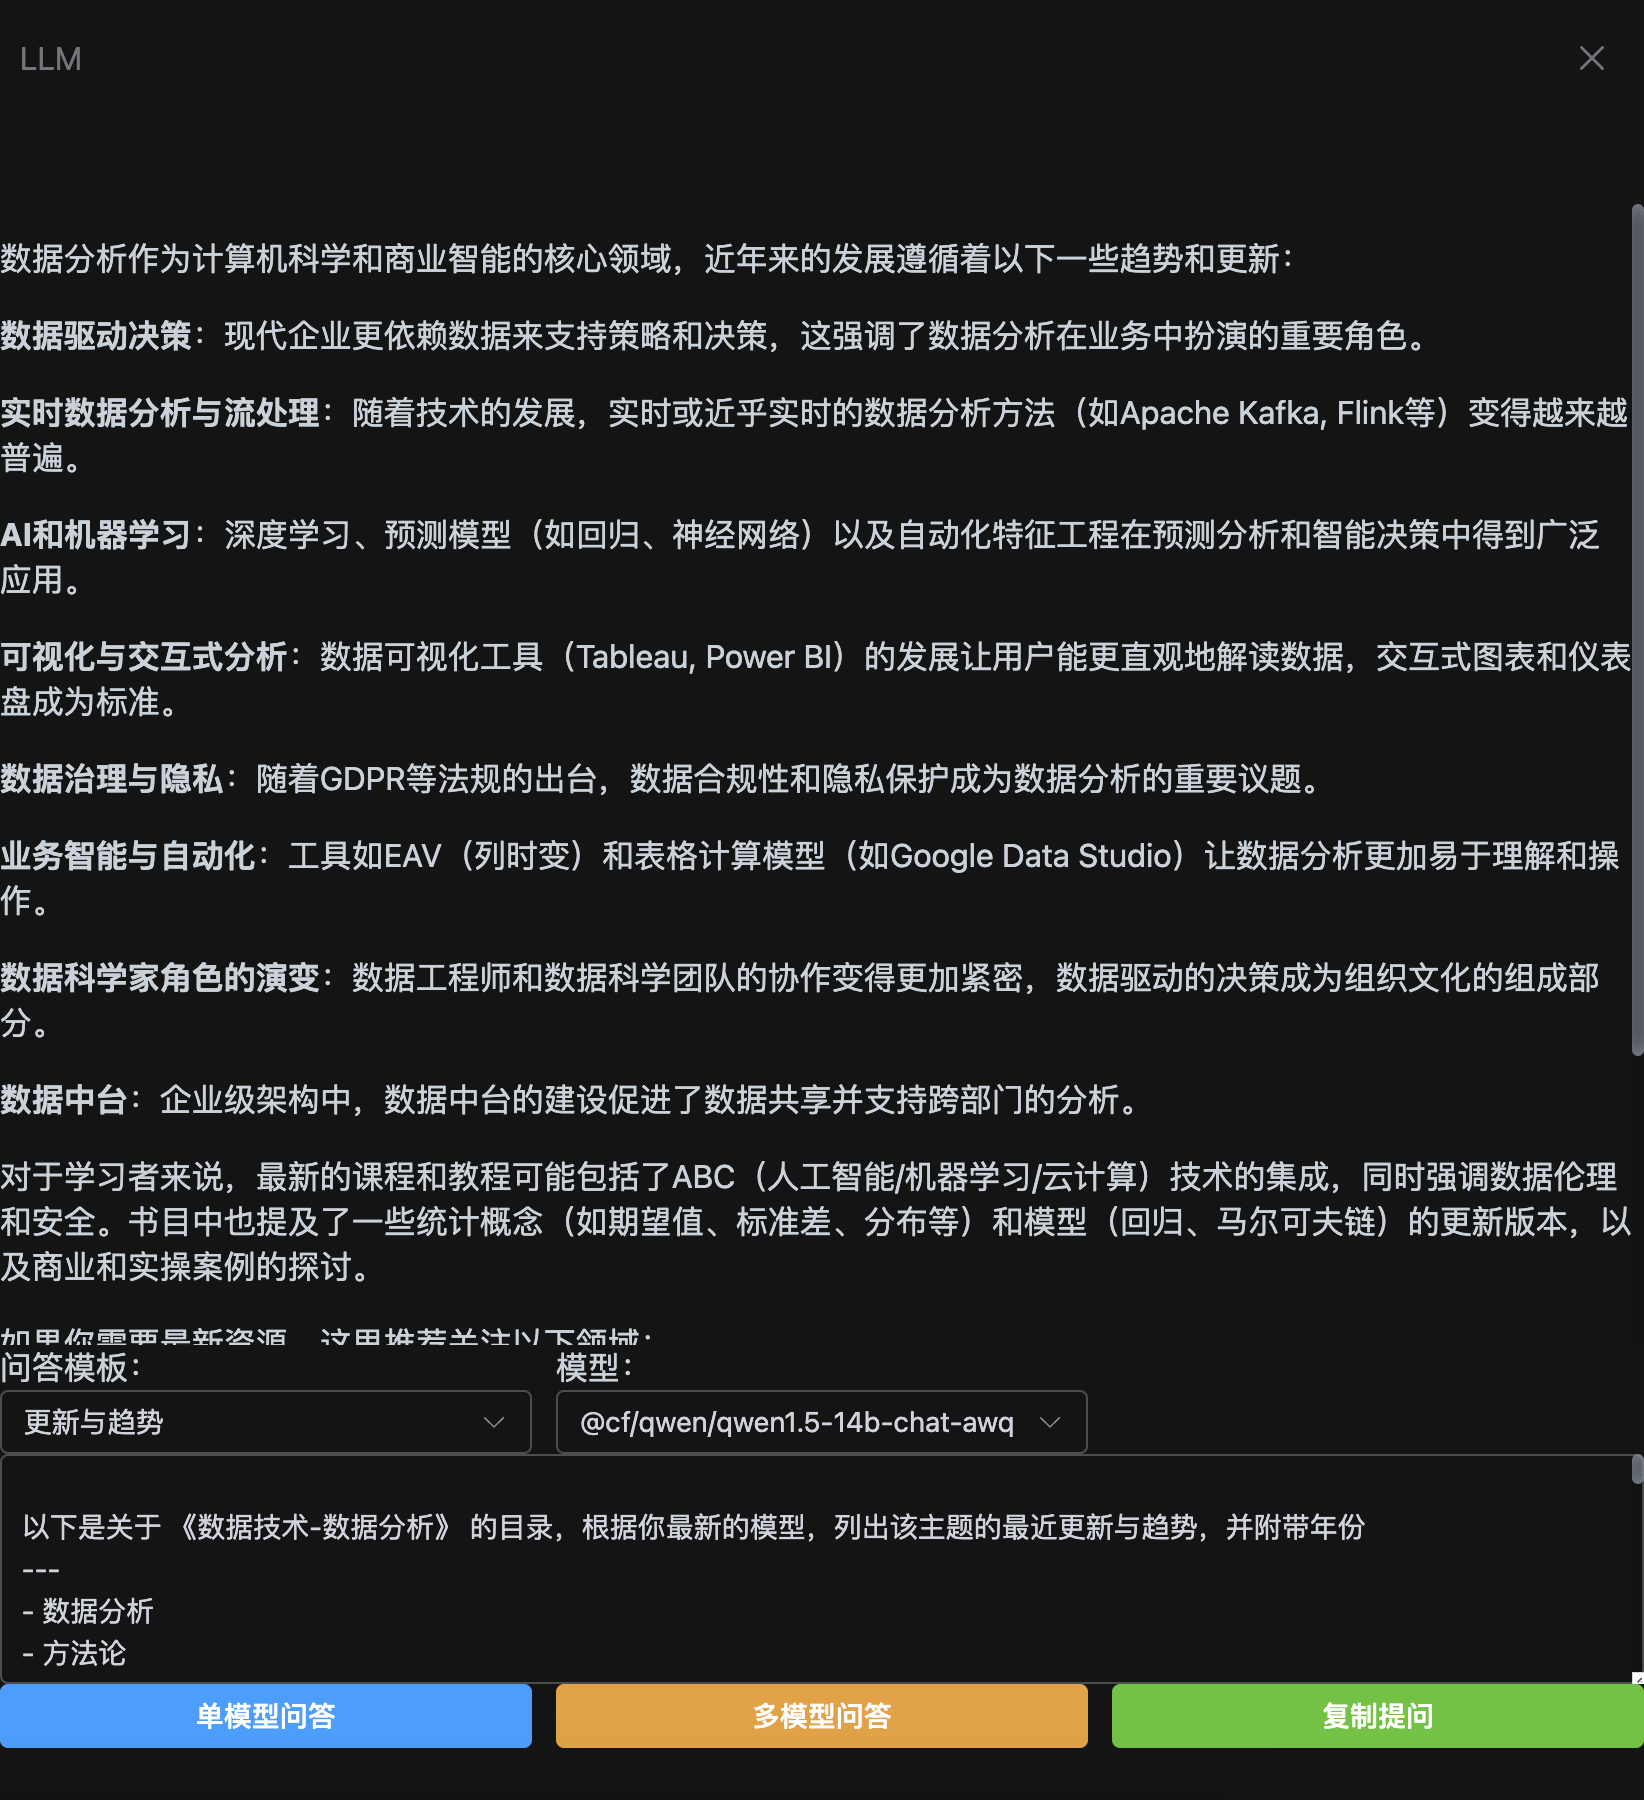 LLM
数据分析作为计算机科学和商业智能的核心领域，近年来的发展遵循着以下一些趋势和更新：
数据驱动决策：现代企业更依赖数据来支持策略和决策，这强调了数据分析在业务中扮演的重要角色。
实时数据分析与流处理：随着技术的发展，实时或近乎实时的数据分析方法（如Apache Kafka, Flink等）变得越来越
普遍。
AI和机器学习：深度学习、预测模型（如回归、神经网络）以及自动化特征工程在预测分析和智能决策中得到广泛
应用。
可视化与交互式分析：数据可视化工具（Tableau, Power BI）的发展让用户能更直观地解读数据，交互式图表和仪表
盘成为标准。
数据治理与隐私：随着GDPR等法规的出台，数据合规性和隐私保护成为数据分析的重要议题。
业务智能与自动化：工具如EAV（列时变）和表格计算模型（如Google Data Studio）让数据分析更加易于理解和操
作。
数据科学家角色的演变：数据工程师和数据科学团队的协作变得更加紧密，数据驱动的决策成为组织文化的组成部
分。
数据中台：企业级架构中，数据中台的建设促进了数据共享并支持跨部门的分析。
对于学习者来说，最新的课程和教程可能包括了ABC（人工智能/机器学习/云计算）技术的集成，同时强调数据伦理
和安全。书目中也提及了一些统计概念（如期望值、标准差、分布等）和模型（回归、马尔可夫链）的更新版本，以
及商业和实操案例的探讨。
如果你需要最新资源，这里推荐关注以下领域：
问答模板：
模型：
更新与趋势
@cf/qwen/qwen1.5-14b-chat-awq
以下是关于 《数据技术-数据分析》 的目录，根据你最新的模型，列出该主题的最近更新与趋势，并附带年份
---
- 数据分析
- 方法论
单模型问答
多模型问答
复制提问